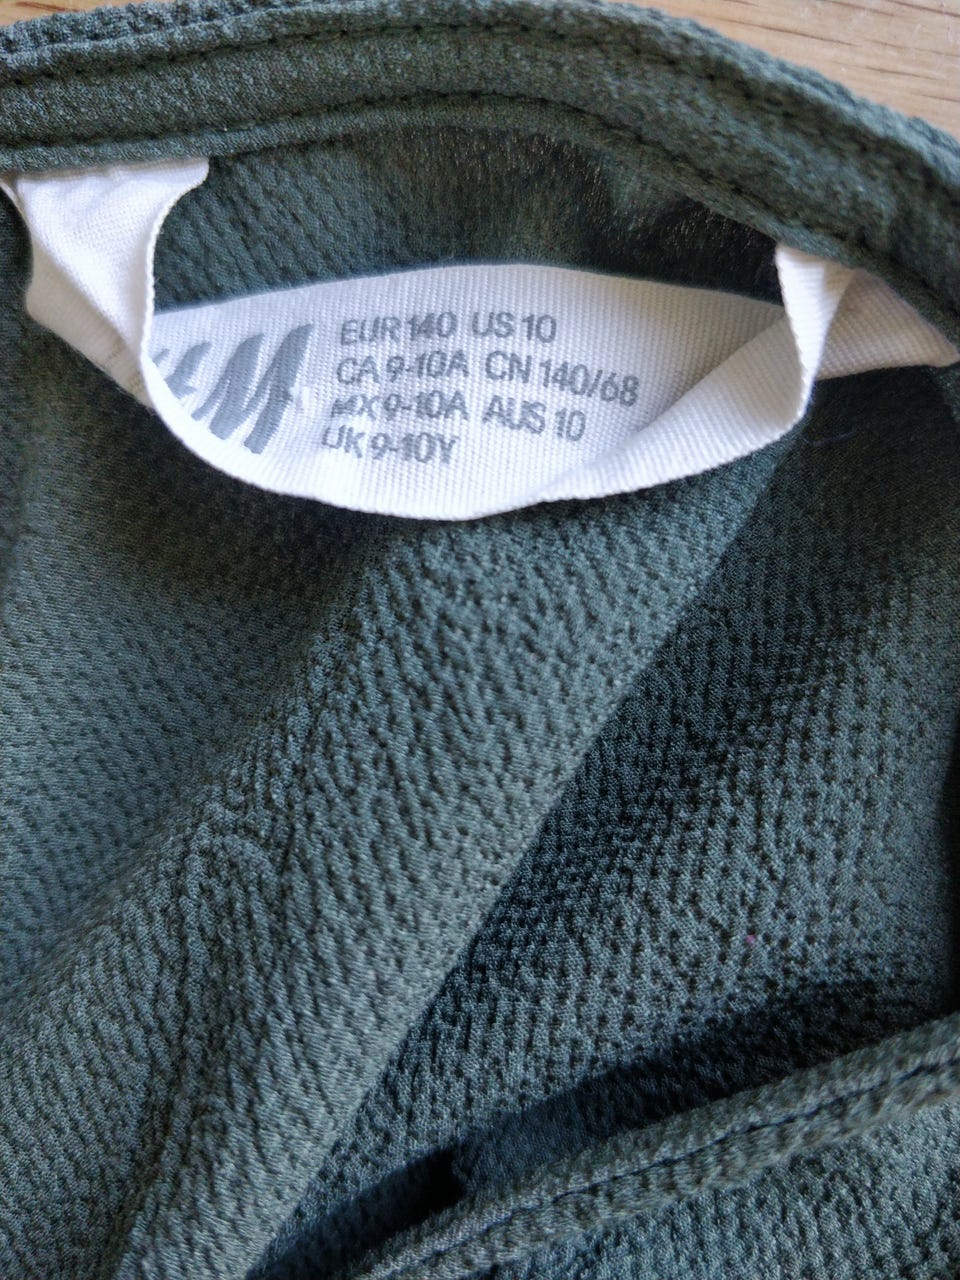 &M
EUR 140 US 10
CA 9-10A CN 140/68
MX 9-10A AUS 10
UK 9-10Y